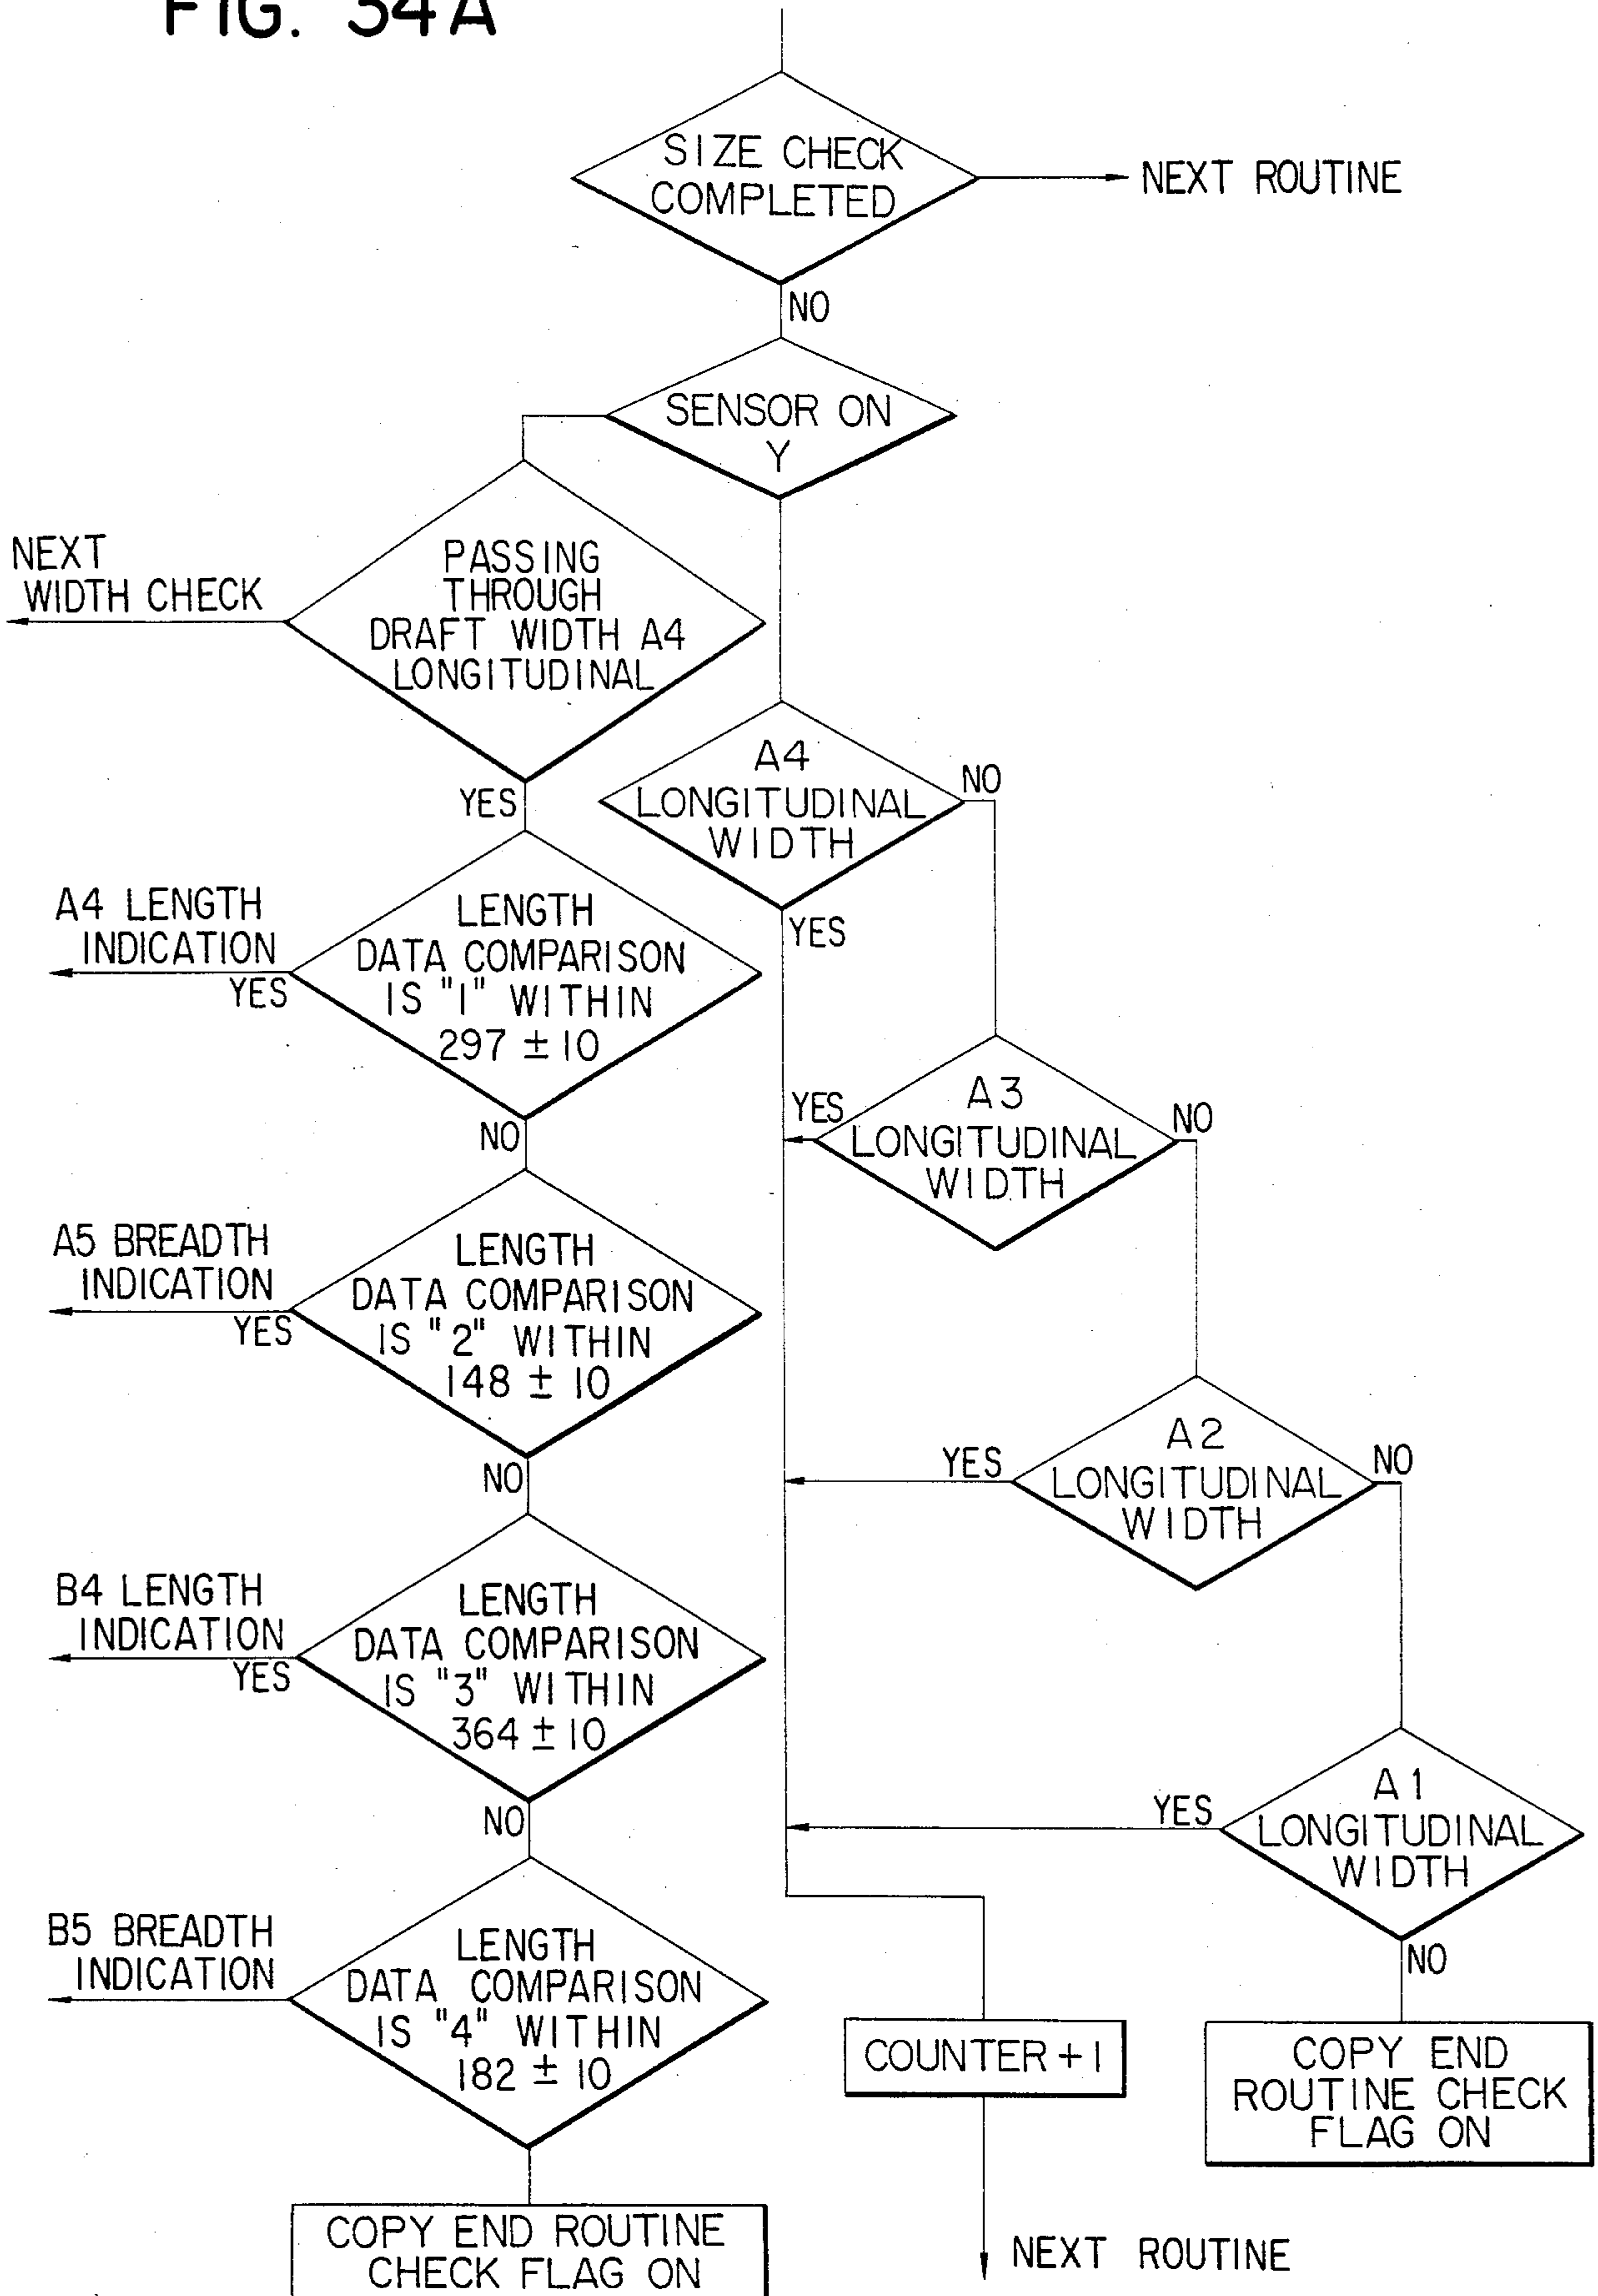 FIG. 34A
SIZE CHECK
COMPLETED
NEXT ROUTINE
NO
SENSOR ON
Y
NEXT
WIDTH CHECK
PASSING
THROUGH
DRAFT WIDTH A4
LONGITUDINAL
YES
A4
LONGITUDINAL
WIDTH
NO
YES
A4 LENGTH
INDICATION
YES
LENGTH
DATA COMPARISON
IS "1" WITHIN
297 ± 10
NO
A3
LONGITUDINAL
WIDTH
YES
NO
A5 BREADTH
INDICATION
YES
LENGTH
DATA COMPARISON
IS "2" WITHIN
148 ± 10
NO
A2
LONGITUDINAL
WIDTH
YES
NO
B4 LENGTH
INDICATION
YES
LENGTH
DATA COMPARISON
IS "3" WITHIN
364 ± 10
NO
A1
LONGITUDINAL
WIDTH
YES
NO
B5 BREADTH
INDICATION
LENGTH
DATA COMPARISON
IS "4" WITHIN
182 ± 10
COUNTER +1
COPY END
ROUTINE CHECK
FLAG ON
COPY END ROUTINE
CHECK FLAG ON
NEXT ROUTINE